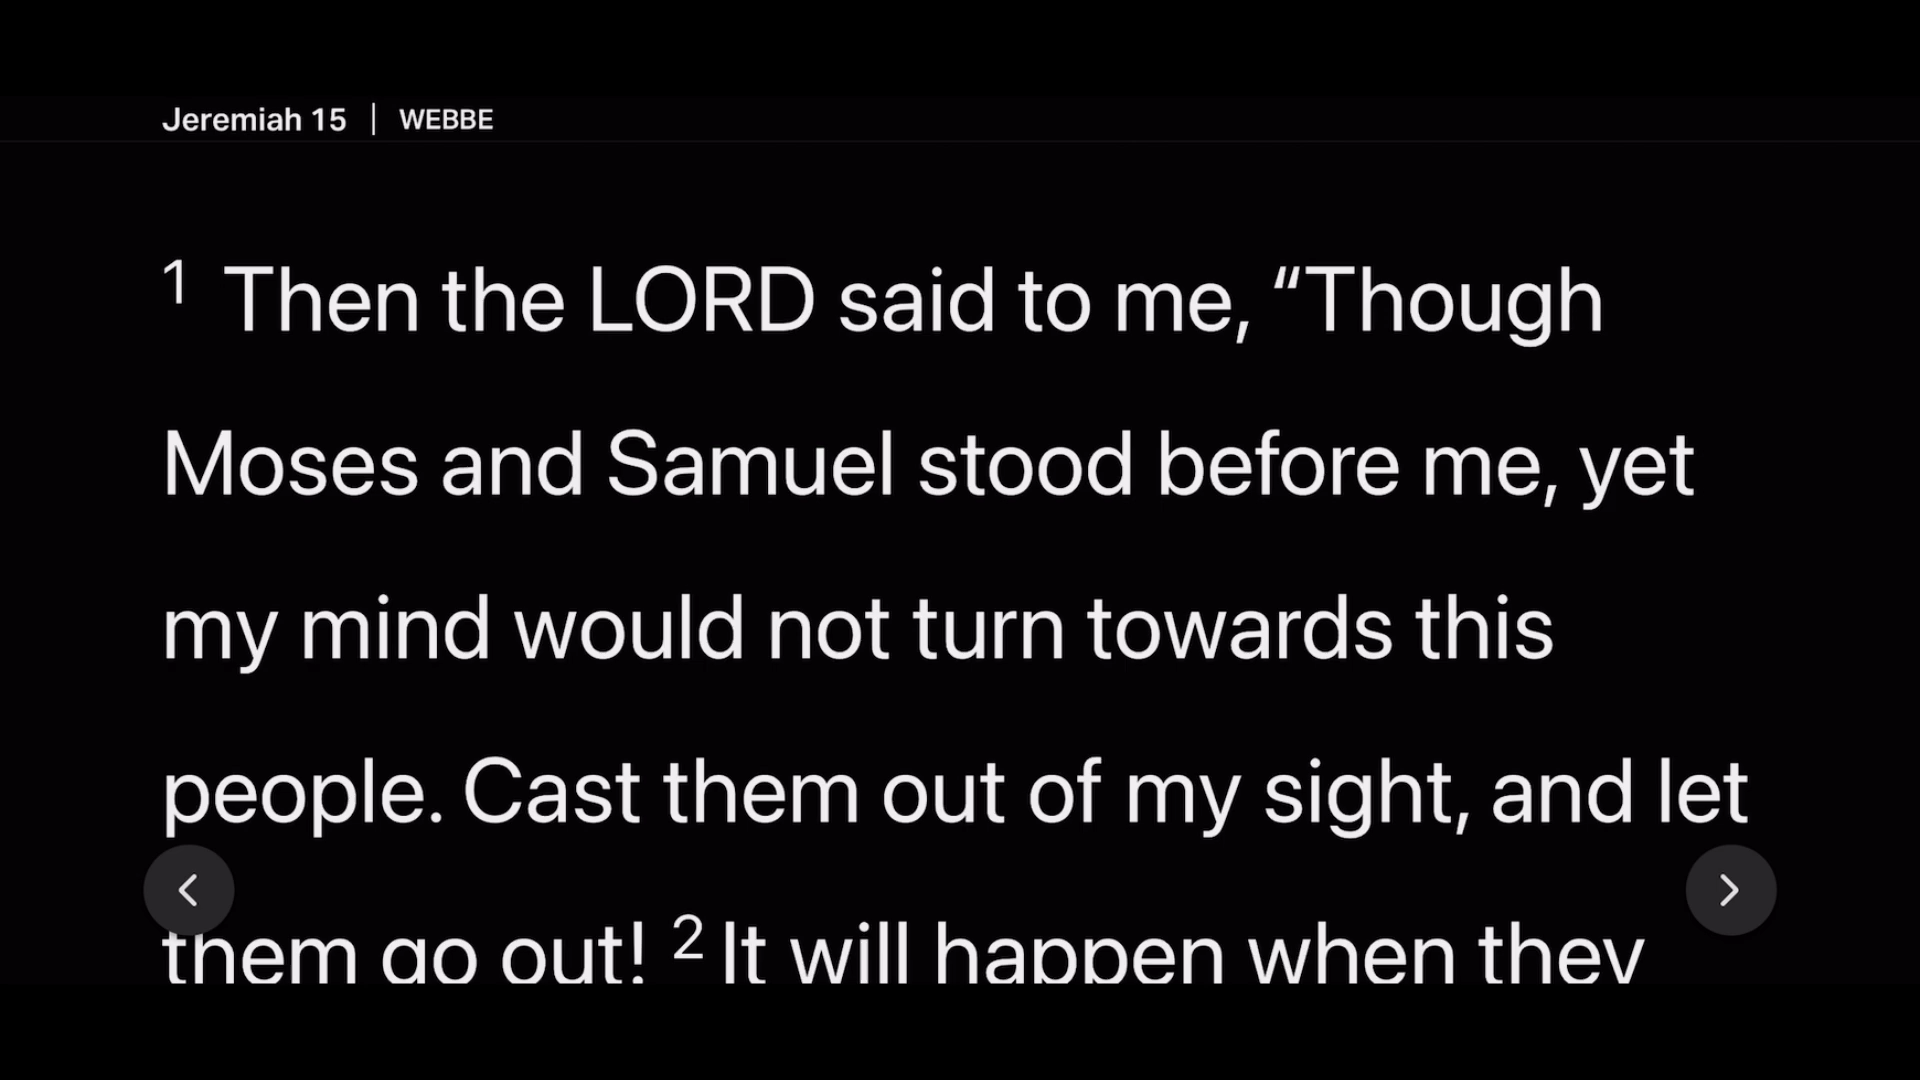 Jeremiah 15 | WEBBE
1 Then the LORD said to me, “Though
Moses and Samuel stood before me, yet
my mind would not turn towards this
people. Cast them out of my sight, and let
them go out! 2 It will happen when they